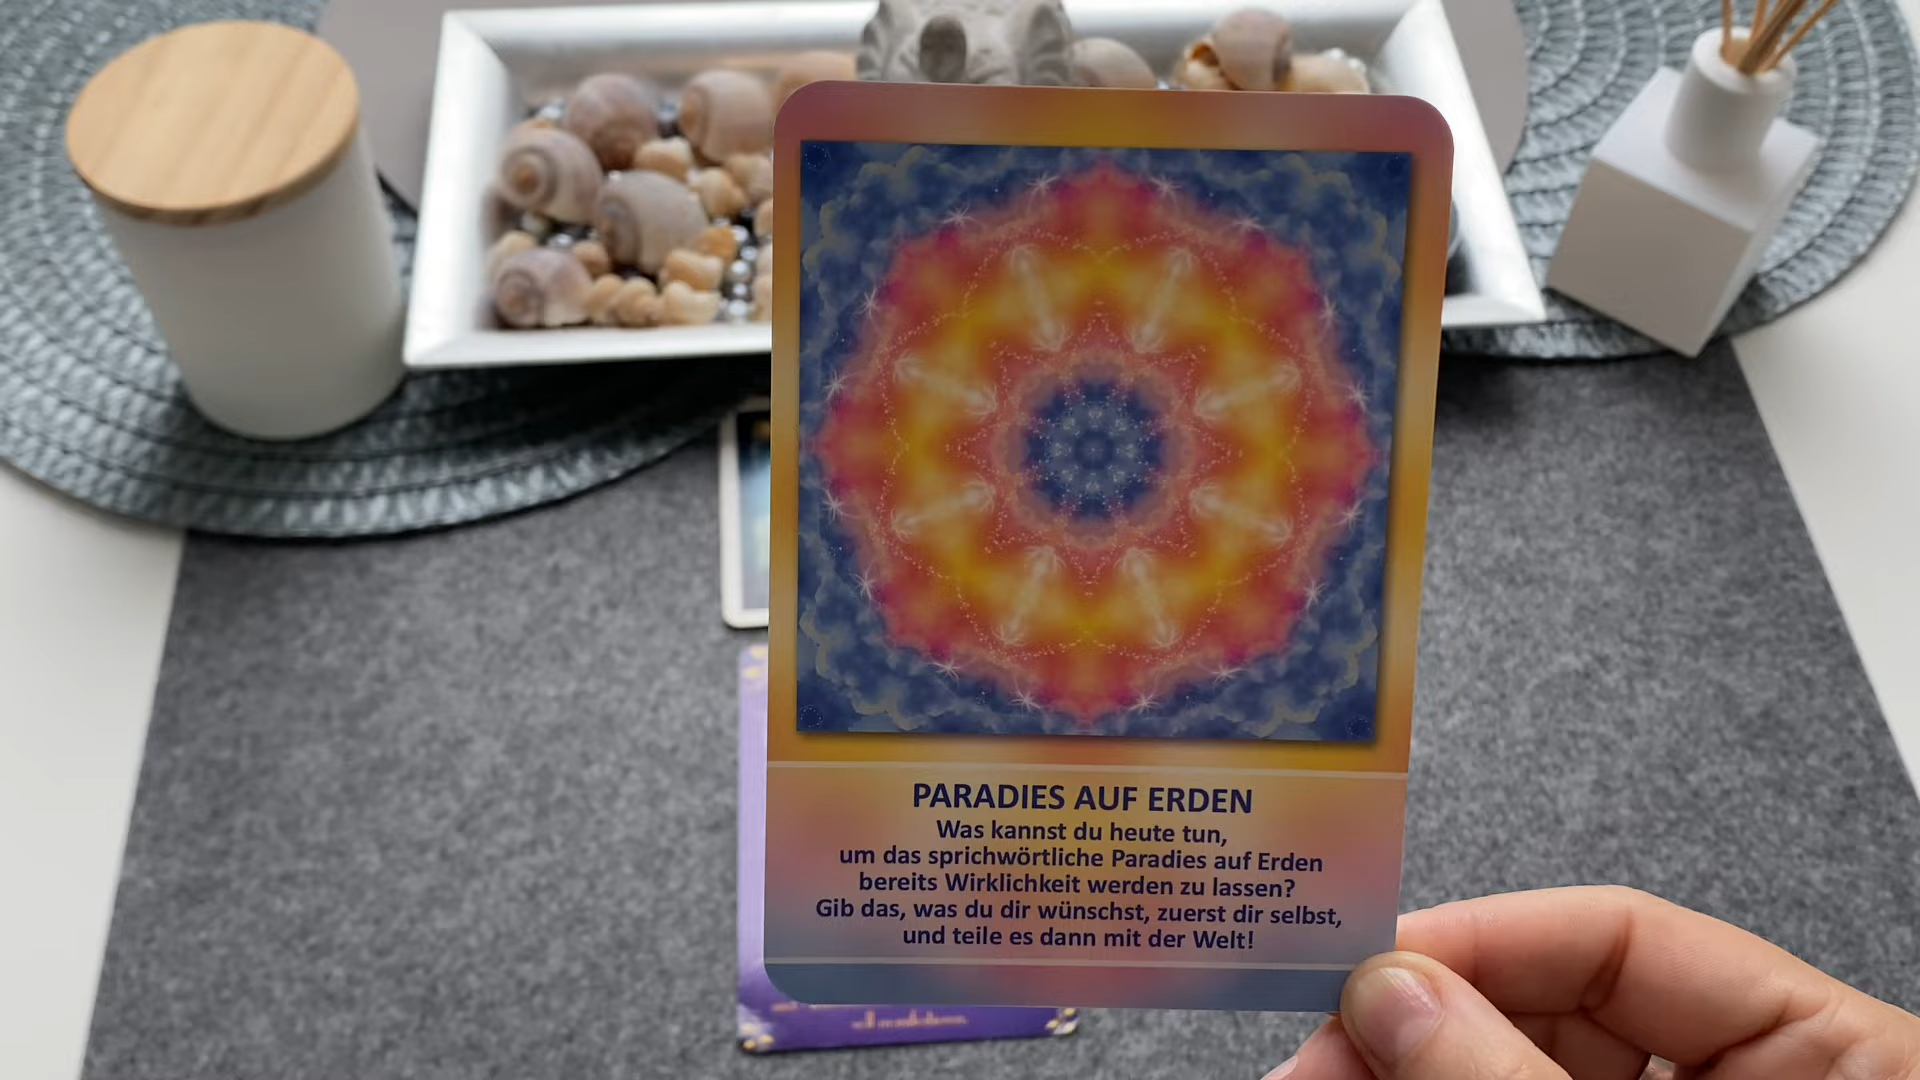 PARADIES AUF ERDEN
Was kannst du heute tun,
um das sprichwörtliche Paradies auf Erden
bereits Wirklichkeit werden zu lassen?
Gib das, was du dir wünschst, zuerst dir selbst,
und teile es dann mit der Welt!